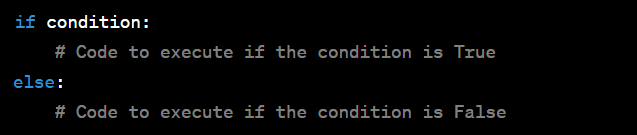 if condition:
    # Code to execute if the condition is True
else:
    # Code to execute if the condition is False